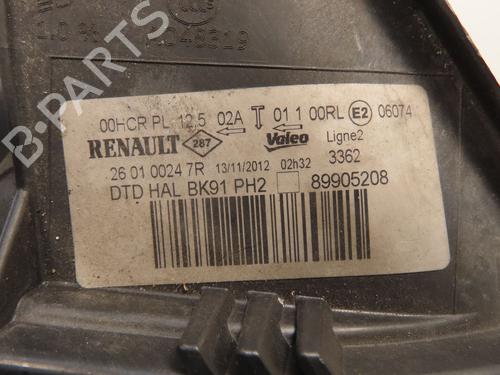 00HCR PL 12,5 02A 01 1 00RL E2 06074
RENAULT 287 Valeo Ligne2
26 01 0024 7R 13/11/2012 02h32 3362
DTD HAL BK91 PH2 89905208